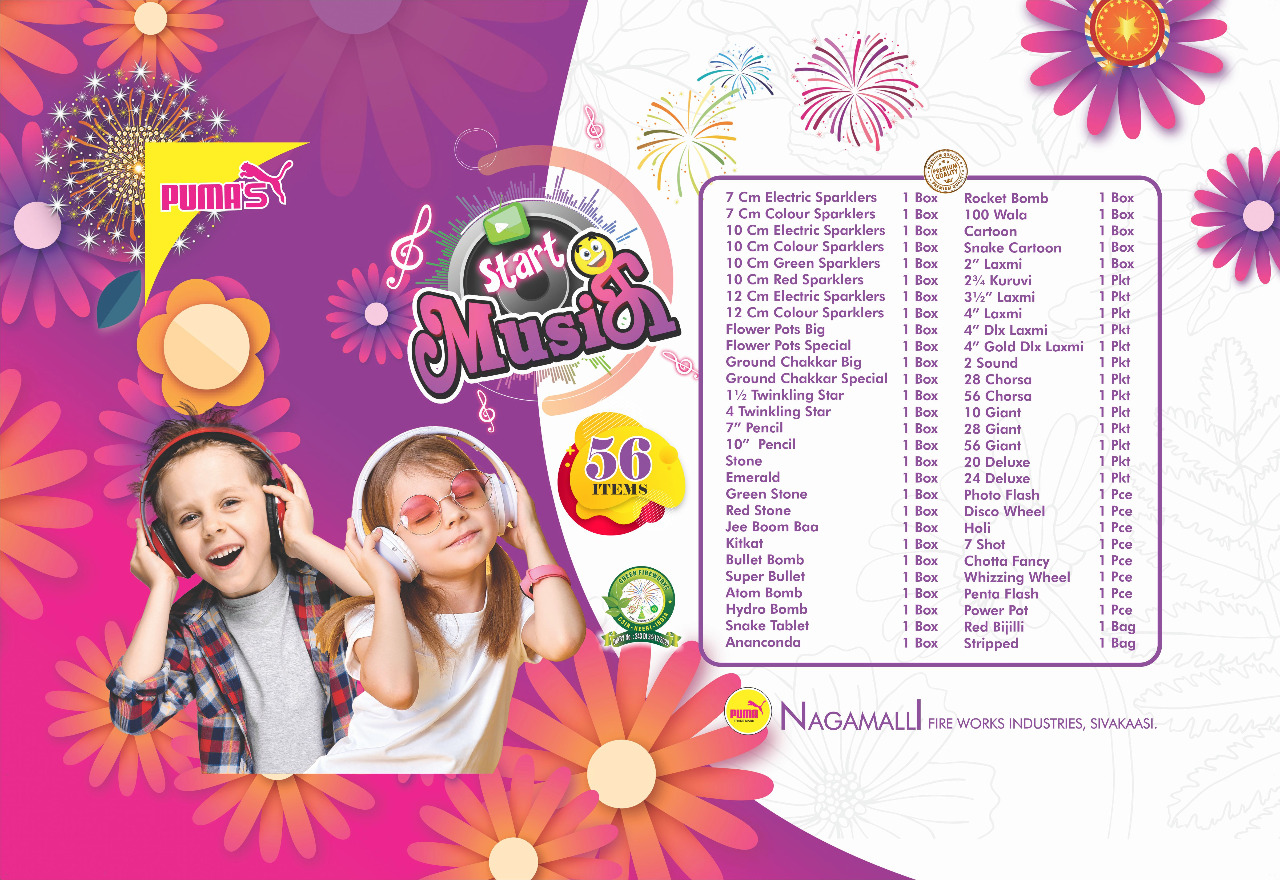 PUMA'S
Start
Musiக்
56
ITEMS
GREEN FIREWORKS
CSIR-NEERI-INDIA
PREMIUM QUALITY
PREMIUM
QUALITY
7 Cm Electric Sparklers 1 Box
7 Cm Colour Sparklers 1 Box
10 Cm Electric Sparklers 1 Box
10 Cm Colour Sparklers 1 Box
10 Cm Green Sparklers 1 Box
10 Cm Red Sparklers 1 Box
12 Cm Electric Sparklers 1 Box
12 Cm Colour Sparklers 1 Box
Flower Pots Big 1 Box
Flower Pots Special 1 Box
Ground Chakkar Big 1 Box
Ground Chakkar Special 1 Box
1½ Twinkling Star 1 Box
4 Twinkling Star 1 Box
7” Pencil 1 Box
10” Pencil 1 Box
Stone 1 Box
Emerald 1 Box
Green Stone 1 Box
Red Stone 1 Box
Jee Boom Baa 1 Box
Kitkat 1 Box
Bullet Bomb 1 Box
Super Bullet 1 Box
Atom Bomb 1 Box
Hydro Bomb 1 Box
Snake Tablet 1 Box
Ananconda 1 Box
Rocket Bomb 1 Box
100 Wala 1 Box
Cartoon 1 Box
Snake Cartoon 1 Box
2” Laxmi 1 Box
2¾ Kuruvi 1 Pkt
3½” Laxmi 1 Pkt
4” Laxmi 1 Pkt
4” Dlx Laxmi 1 Pkt
4” Gold Dlx Laxmi 1 Pkt
2 Sound 1 Pkt
28 Chorsa 1 Pkt
56 Chorsa 1 Pkt
10 Giant 1 Pkt
28 Giant 1 Pkt
56 Giant 1 Pkt
20 Deluxe 1 Pkt
24 Deluxe 1 Pkt
Photo Flash 1 Pce
Disco Wheel 1 Pce
Holi 1 Pce
7 Shot 1 Pce
Chotta Fancy 1 Pce
Whizzing Wheel 1 Pce
Penta Flash 1 Pce
Power Pot 1 Pce
Red Bijilli 1 Bag
Stripped 1 Bag
PUMA
NAGAMALLI FIRE WORKS INDUSTRIES, SIVAKAASI.